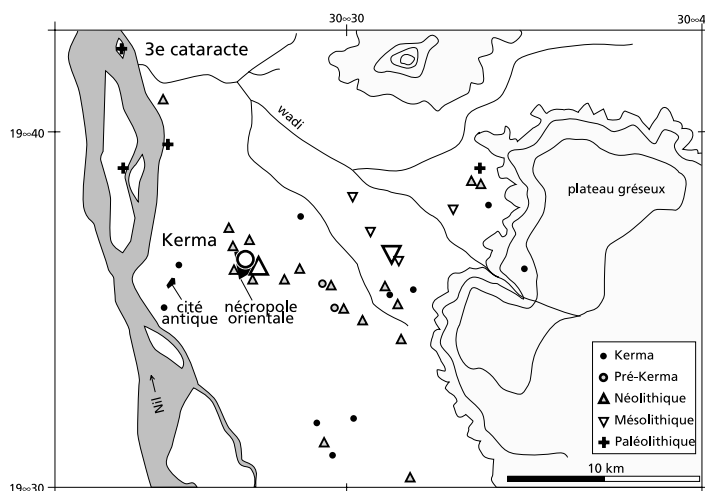 30∞30
30∞4
3e cataracte
19∞40
wadi
plateau gréseux
Kerma
cité
antique
nécropole
orientale
Nil
Kerma
Pré-Kerma
Néolithique
Mésolithique
Paléolithique
10 km
19∞30